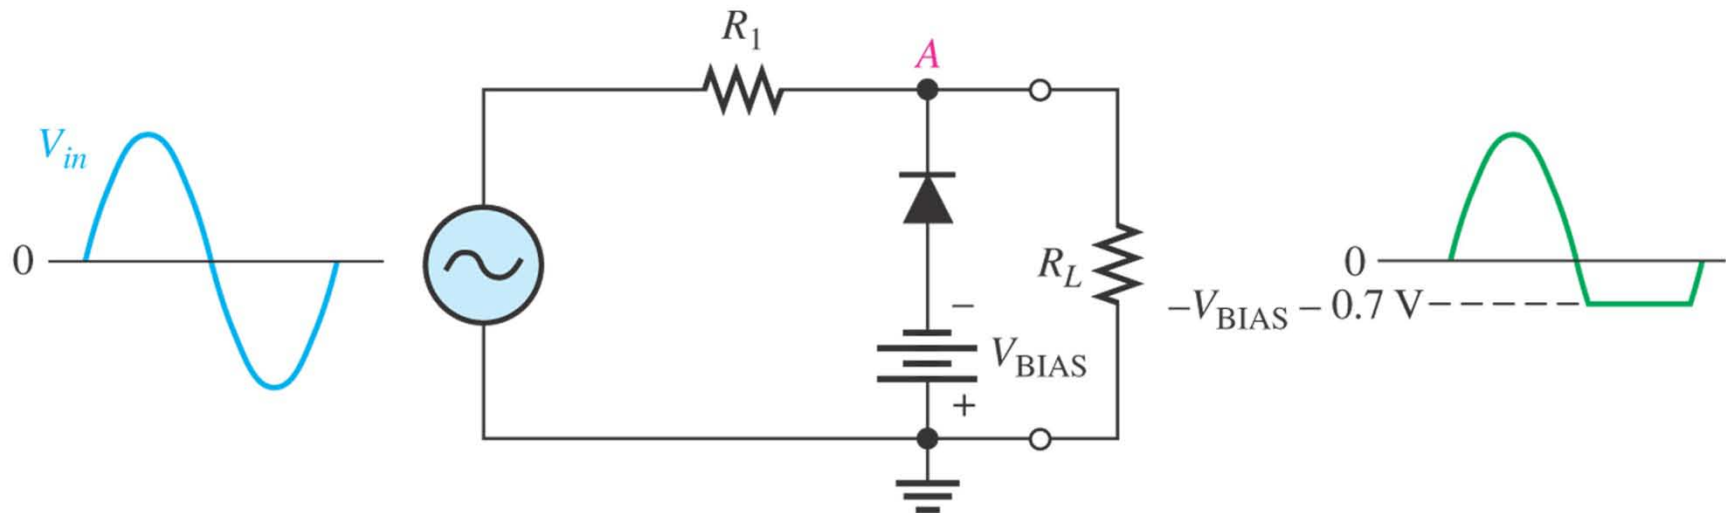 R1
A
Vin
0
RL
−
VBIAS
+
0
−VBIAS − 0.7 V